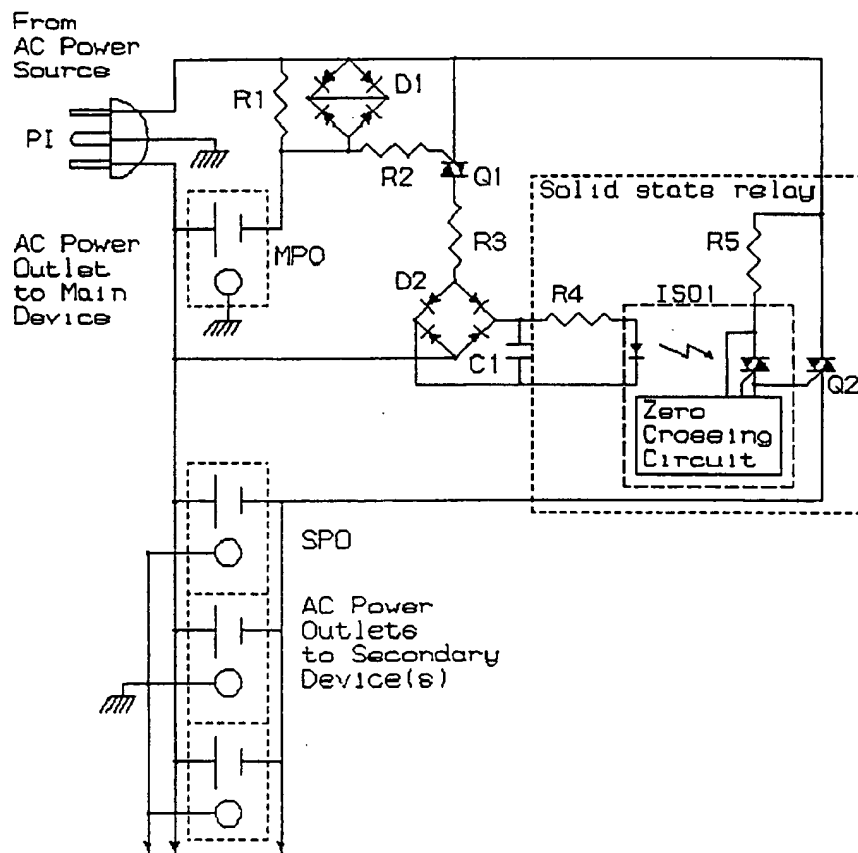 From
AC Power
Source
PI
R1
D1
R2
Q1
Solid state relay
AC Power
Outlet
to Main
Device
MPO
R3
R5
D2
R4
ISO1
C1
Q2
Zero
Crossing
Circuit
SPO
AC Power
Outlets
to Secondary
Device(s)